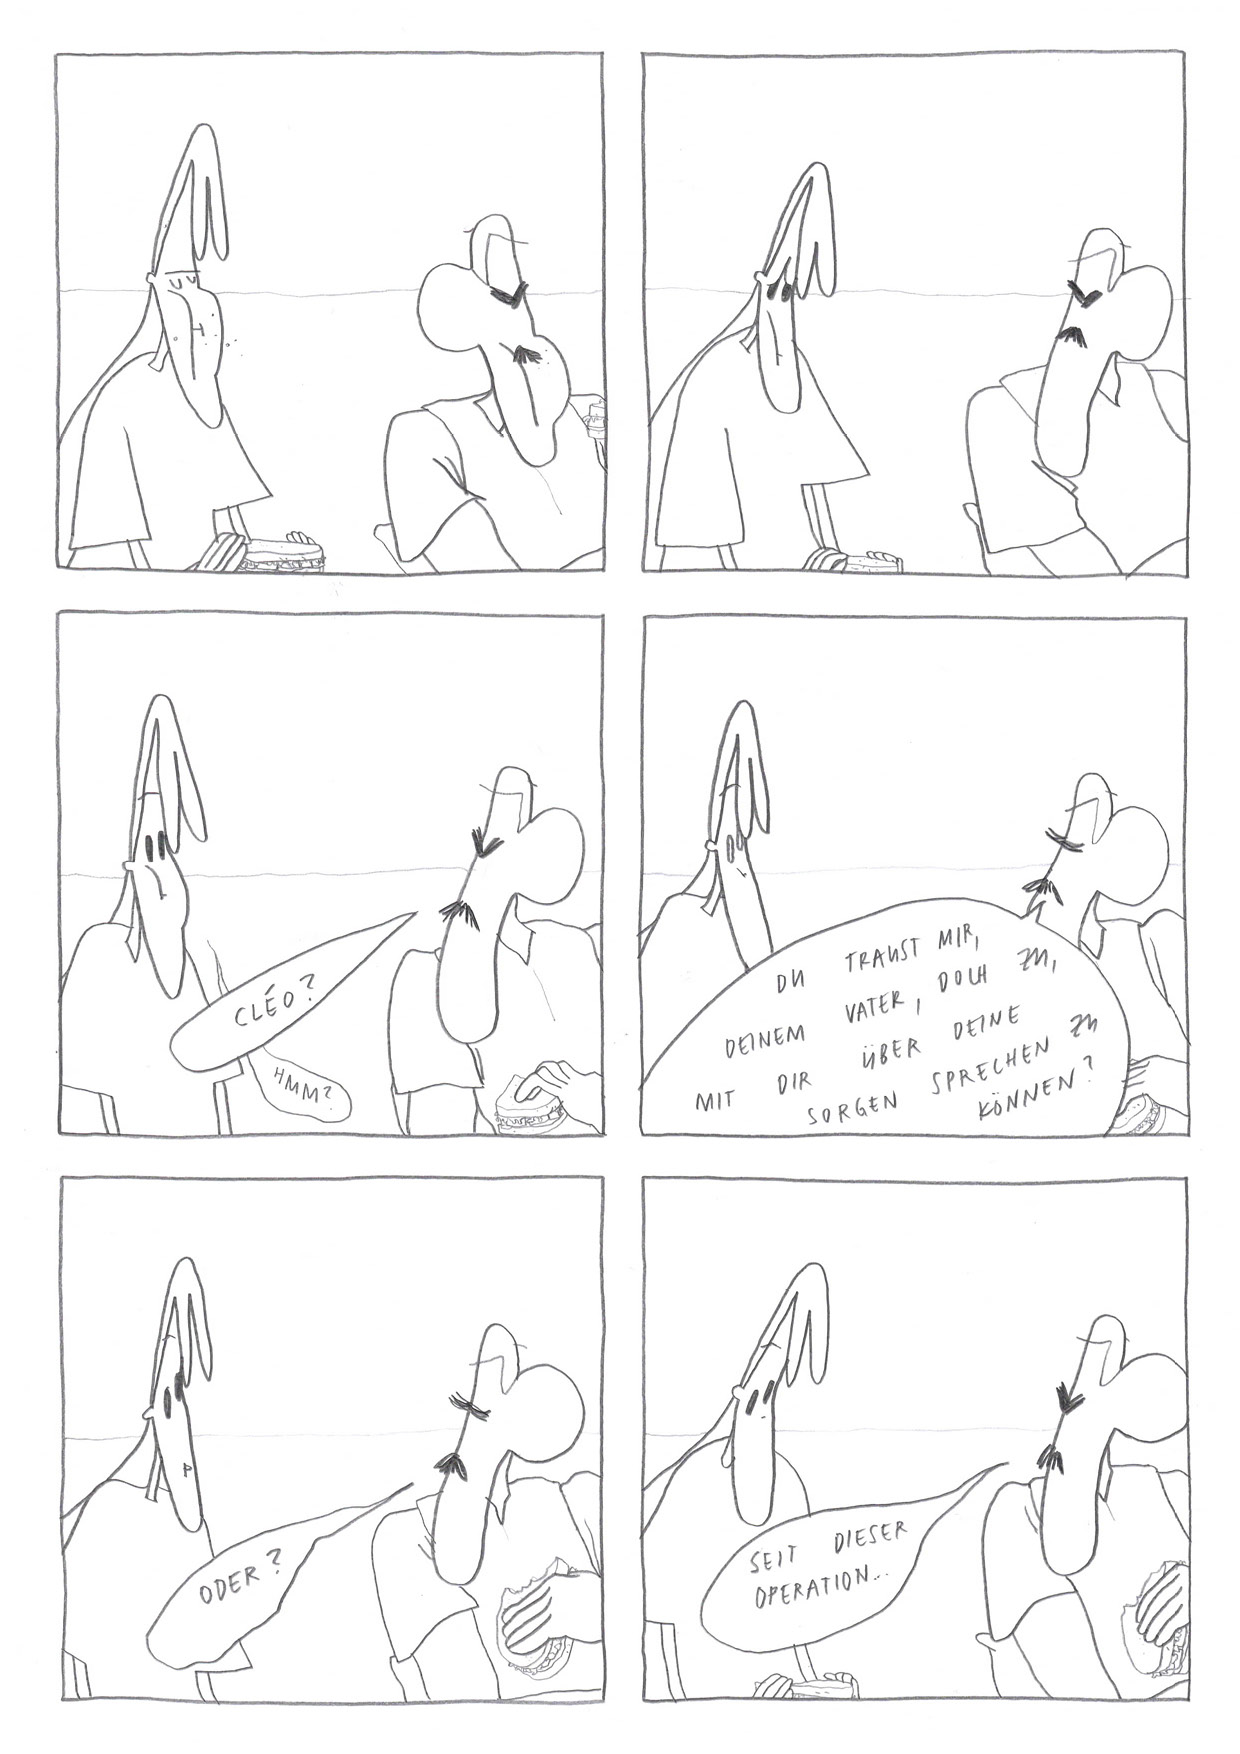 CLÉO?
HMM?
DU TRAUST MIR,
DEINEM VATER, DOCH ZU,
MIT DIR ÜBER DEINE
SORGEN SPRECHEN ZU
KÖNNEN?
ODER?
SEIT DIESER
OPERATION...